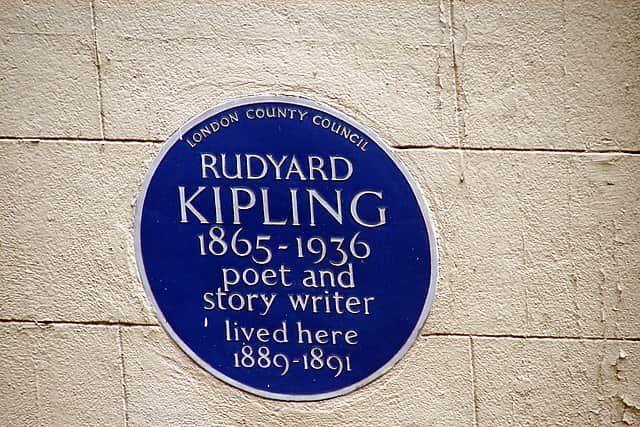 LONDON COUNTY COUNCIL
RUDYARD
KIPLING
1865-1936
poet and
story writer
lived here
1889-1891